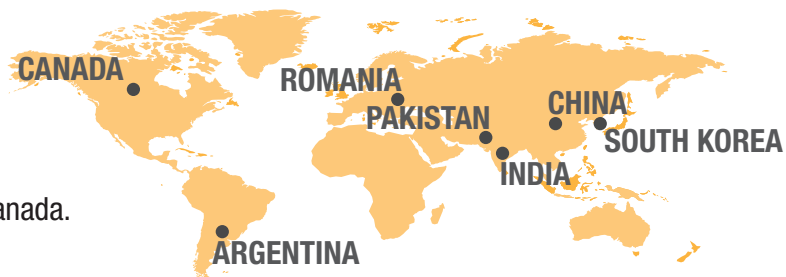 CANADA
ROMANIA
PAKISTAN
CHINA
SOUTH KOREA
INDIA
anada.
ARGENTINA